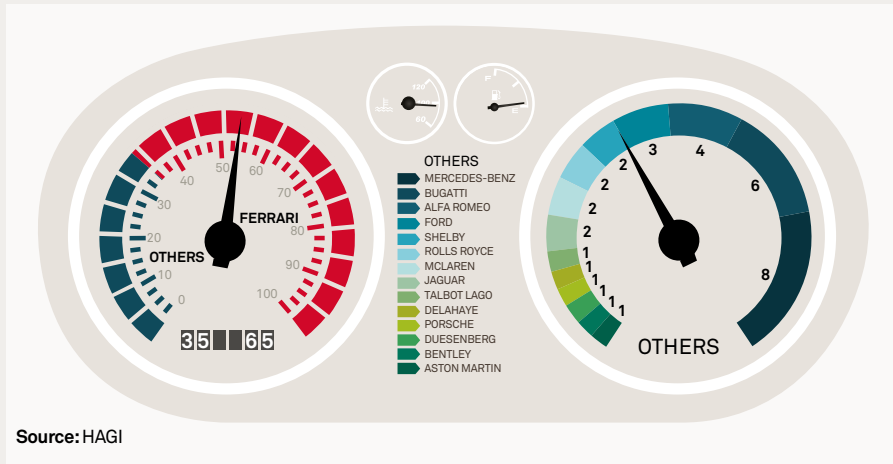 0
10
20
30
40
50
60
70
80
90
100
FERRARI
OTHERS
35 65
120
60
F
E
OTHERS
MERCEDES-BENZ
BUGATTI
ALFA ROMEO
FORD
SHELBY
ROLLS ROYCE
MCLAREN
JAGUAR
TALBOT LAGO
DELAHAYE
PORSCHE
DUESENBERG
BENTLEY
ASTON MARTIN
1
1
1
1
1
1
2
2
2
2
3
4
6
8
OTHERS
Source: HAGI